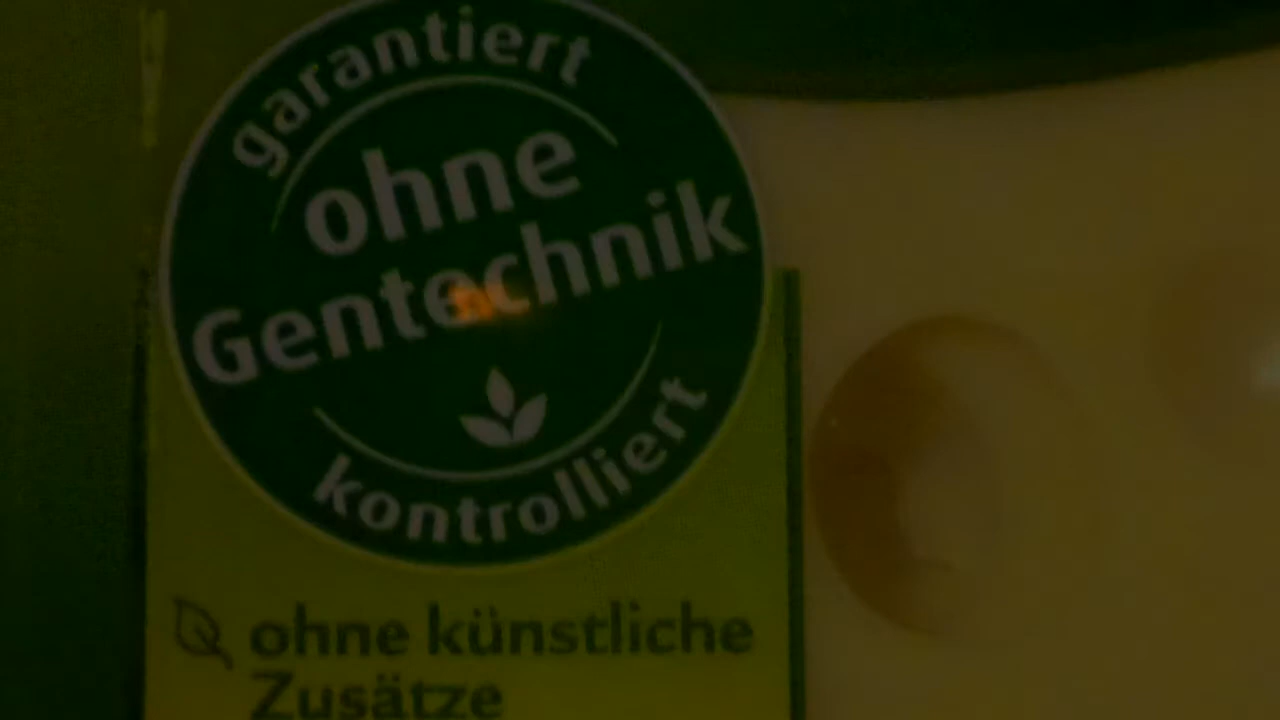 garantiert
ohne
Gentechnik
kontrolliert
ohne künstliche
Zusätze